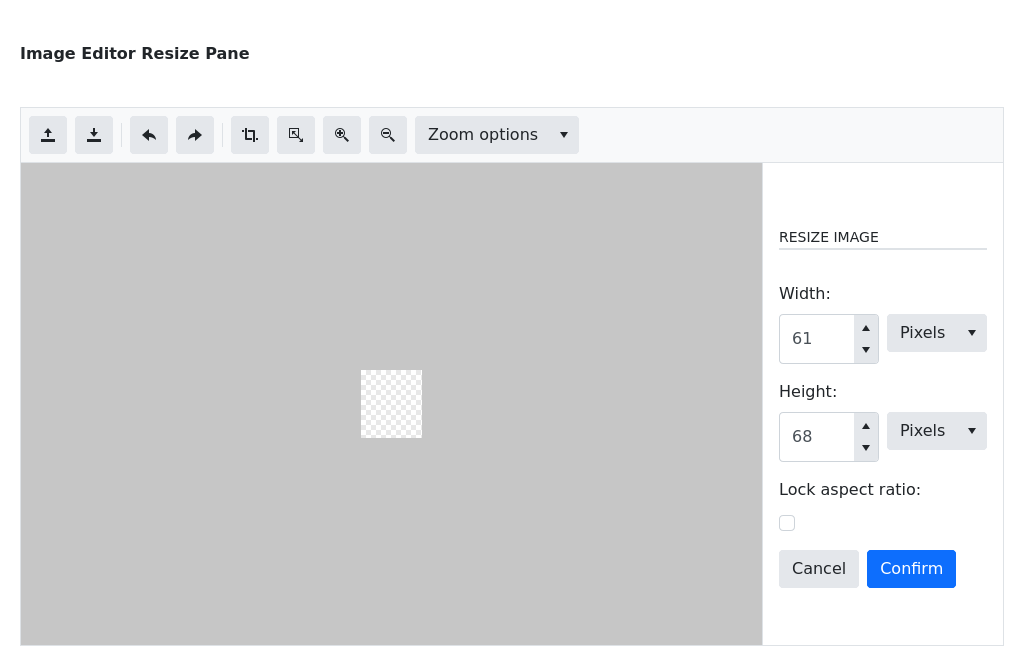 Image Editor Resize Pane
Zoom options
RESIZE IMAGE
Width:
61 Pixels
Height:
68 Pixels
Lock aspect ratio:
Cancel Confirm